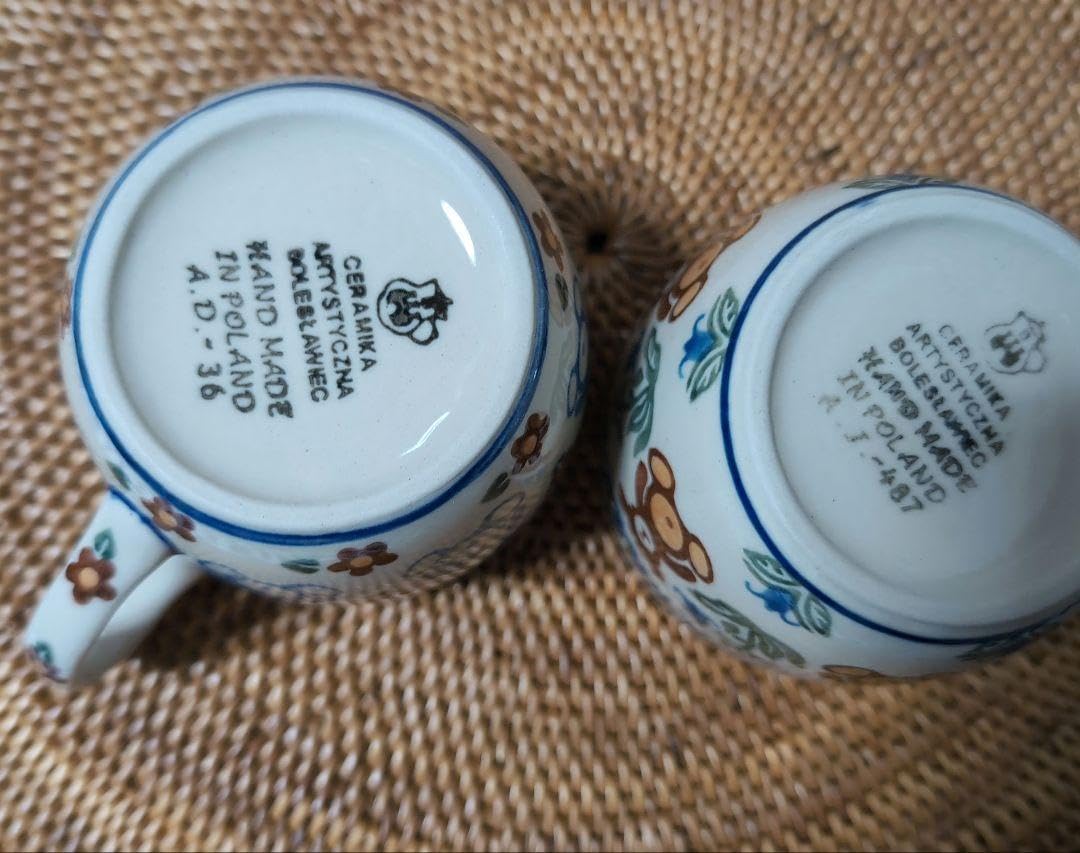 CERAMIKA
ARTYSTYCZNA
BOLESŁAWIEC
HAND MADE
IN POLAND
A.D.-36
CERAMIKA
ARTYSTYCZNA
BOLESŁAWIEC
HAND MADE
IN POLAND
A.I.-487